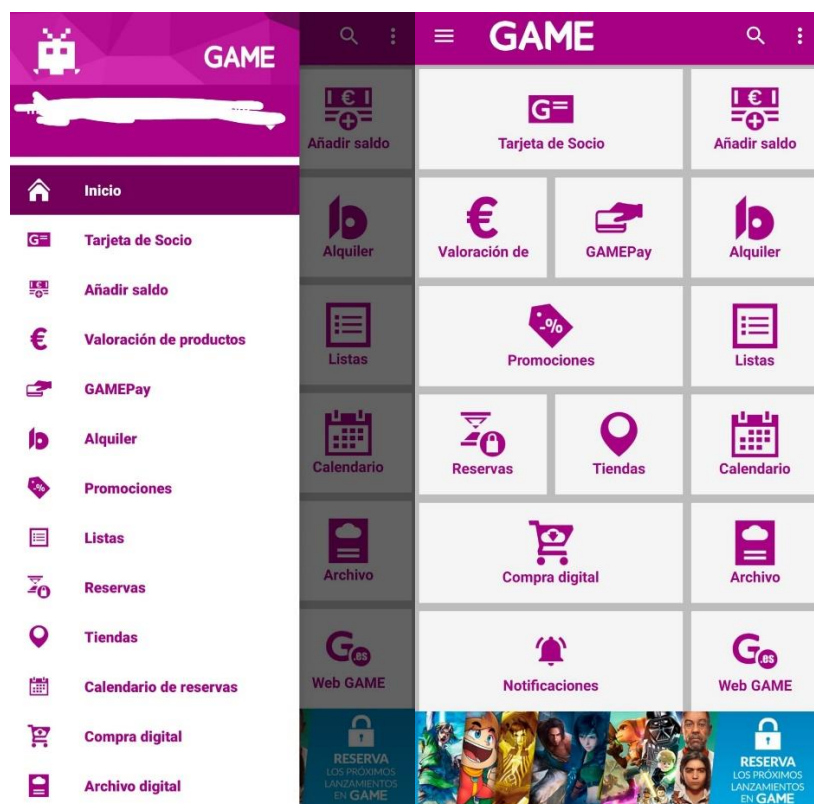 GAME
Inicio
Tarjeta de Socio
Añadir saldo
Valoración de productos
GAMEPay
Alquiler
Promociones
Listas
Reservas
Tiendas
Calendario de reservas
Compra digital
Archivo digital
Añadir saldo
Alquiler
Listas
Calendario
Archivo
G.es
Web GAME
RESERVA
LOS PRÓXIMOS
LANZAMIENTOS
EN GAME
GAME
Tarjeta de Socio
Añadir saldo
Valoración de
GAMEPay
Alquiler
Promociones
Listas
Reservas
Tiendas
Calendario
Compra digital
Archivo
Notificaciones
G.es
Web GAME
RESERVA
LOS PRÓXIMOS
LANZAMIENTOS
EN GAME